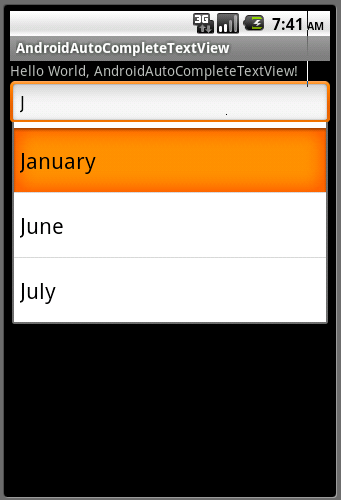 3G 7:41 AM
AndroidAutoCompleteTextView
Hello World, AndroidAutoCompleteTextView!
J
January
June
July